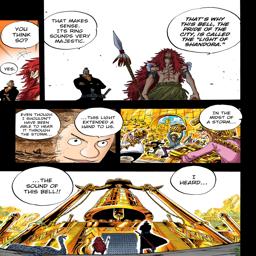 THAT'S WHY
THIS BELL, THE
PRIDE OF THE
CITY, IS CALLED
THE "LIGHT OF
SHANDORA."
THAT MAKES
SENSE.
ITS RING
SOUNDS VERY
MAJESTIC.
YOU
THINK
SO?
YES.
IN THE
MIDST OF
A STORM...
...THIS LIGHT
EXTENDED A
HAND TO US.
EVEN THOUGH
I SHOULDN'T
HAVE BEEN
ABLE TO HEAR
IT THROUGH
THE STORM...
I
HEARD...
...THE
SOUND OF
THIS BELL!!